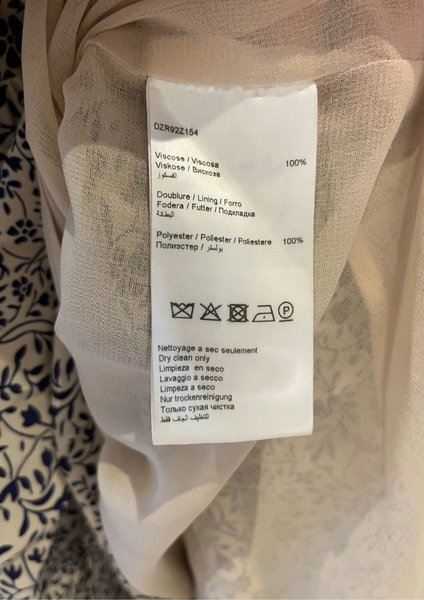 DZR92Z154
Viscose / Viscosa 100%
Viskose / Вискоза
الفسكوز
Doublure / Lining / Forro
Fodera / Futter / Подкладка
البطانة
Polyester / Poliester / Poliestere 100%
Полиэстер / بوليستر
P
Nettoyage a sec seulement
Dry clean only
Limpieza en seco
Lavaggio a secco
Limpeza a seco
Nur trockenreinigung
Только сухая чистка
التنظيف الجاف فقط